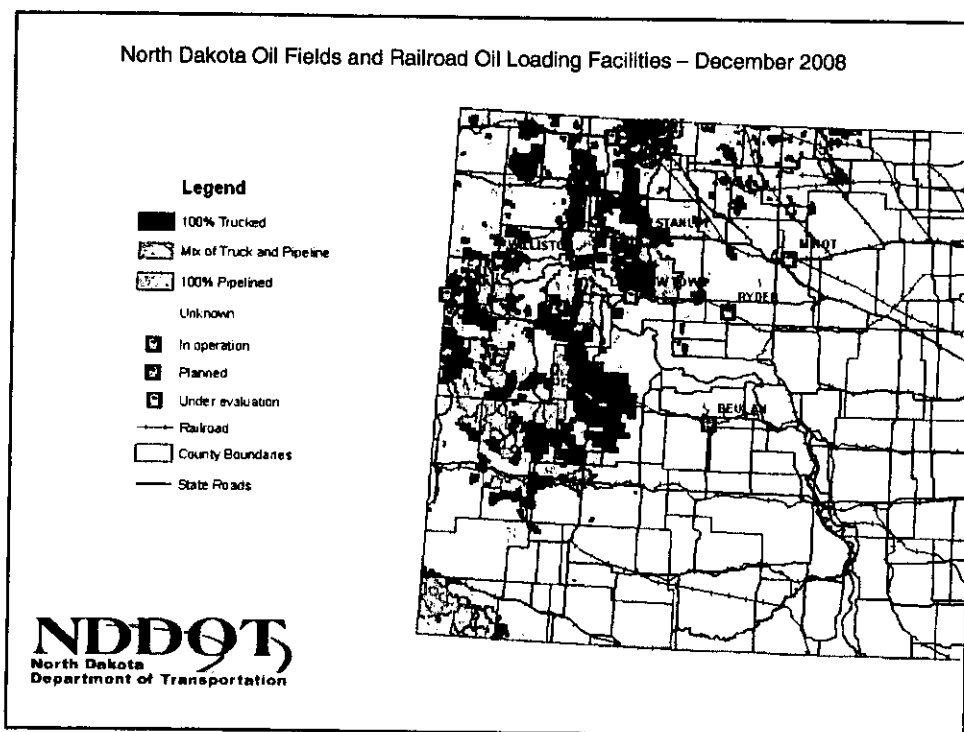 North Dakota Oil Fields and Railroad Oil Loading Facilities – December 2008
Legend
100% Trucked
Mix of Truck and Pipeline
100% Pipelined
Unknown
In operation
Planned
Under evaluation
Railroad
County Boundaries
State Roads
STANLEY
WILLISTON
MINOT
RYDER
BEULAH
NDDOT
North Dakota
Department of Transportation